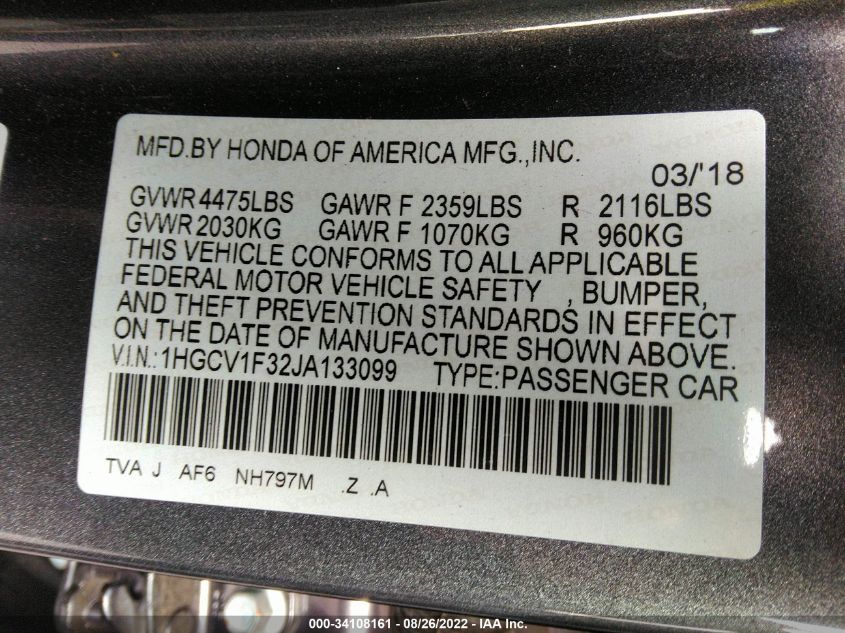 MFD.BY HONDA OF AMERICA MFG.,INC.
03/'18
GVWR 4475LBS GAWR F 2359LBS R 2116LBS
GVWR 2030KG GAWR F 1070KG R 960KG
THIS VEHICLE CONFORMS TO ALL APPLICABLE
FEDERAL MOTOR VEHICLE SAFETY , BUMPER,
AND THEFT PREVENTION STANDARDS IN EFFECT
ON THE DATE OF MANUFACTURE SHOWN ABOVE.
V.I.N.:1HGCV1F32JA133099 TYPE:PASSENGER CAR
TVA J AF6 NH797M .Z .A
000-34108161 - 08/26/2022 - IAA Inc.